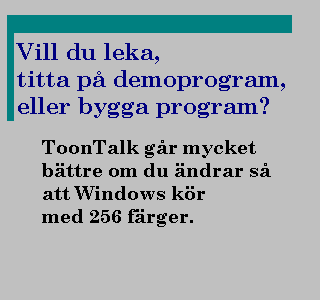 Vill du leka,
titta på demoprogram,
eller bygga program?
ToonTalk går mycket
bättre om du ändrar så
att Windows kör
med 256 färger.